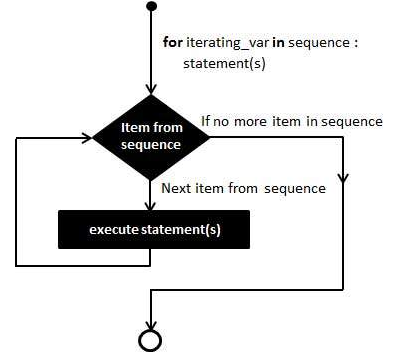 for iterating_var in sequence :
statement(s)
If no more item in sequence
Item from
sequence
Next item from sequence
execute statement(s)